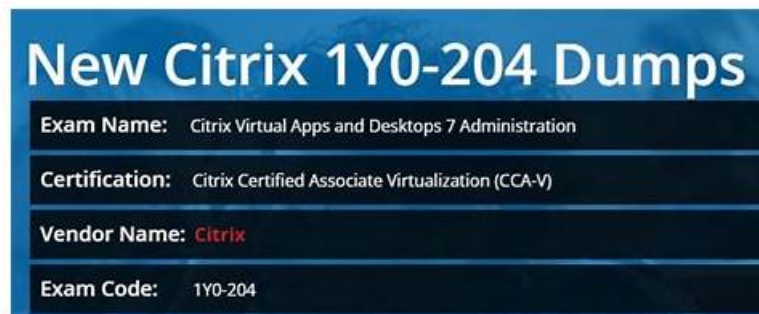 New Citrix 1Y0-204 Dumps
Exam Name: Citrix Virtual Apps and Desktops 7 Administration
Certification: Citrix Certified Associate Virtualization (CCA-V)
Vendor Name: Citrix
Exam Code: 1Y0-204